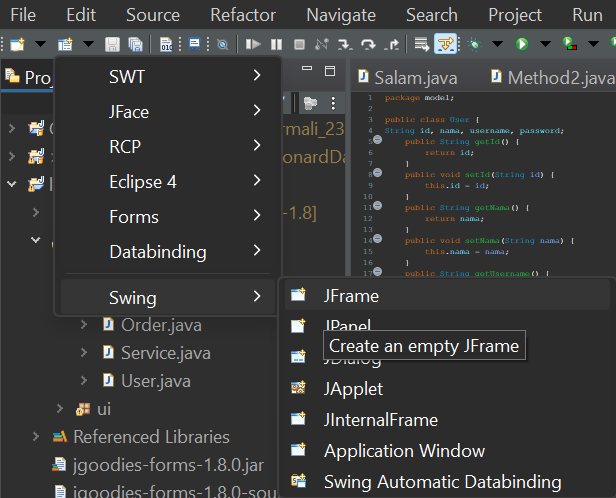 File Edit Source Refactor Navigate Search Project Run
Salam.java Method2.java
SWT
JFace
RCP
Eclipse 4
Forms
Databinding
Swing
rmali_23
onardDa
-1.8]
1 package model;
2
3 public class User {
4 String id, nama, username, password;
5 public String getId() {
6 return id;
7 }
8 public void setId(String id) {
9 this.id = id;
10 }
11 public String getNama() {
12 return nama;
13 }
14 public void setNama(String nama) {
15 this.nama = nama;
16 }
17 public String getUsername() {
JFrame
JPanel
Create an empty JFrame
JDialog
JApplet
JInternalFrame
Application Window
Swing Automatic Databinding
Order.java
Service.java
User.java
ui
Referenced Libraries
jgoodies-forms-1.8.0.jar
jgoodies-forms-1.8.0-sou